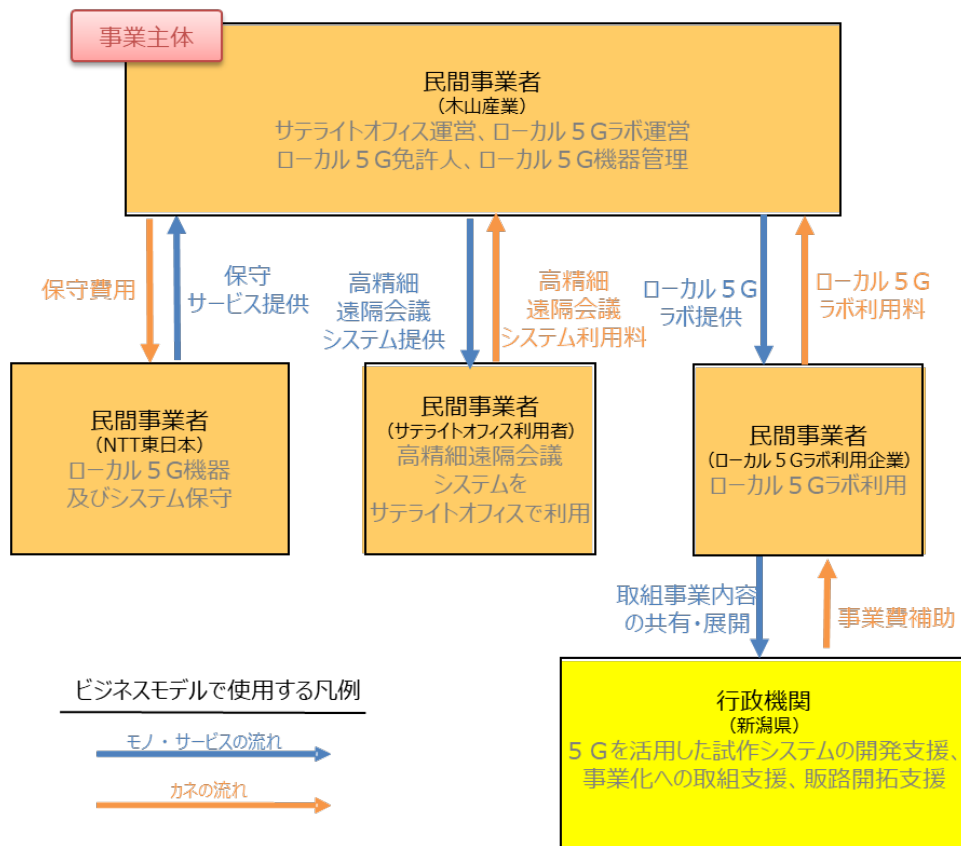 事業主体
民間事業者
（木山産業）
サテライトオフィス運営、ローカル５Gラボ運営
ローカル５G免許人、ローカル５G機器管理
保守費用
保守
サービス提供
高精細
遠隔会議
システム提供
高精細
遠隔会議
システム利用料
ローカル５G
ラボ提供
ローカル５G
ラボ利用料
民間事業者
（NTT東日本）
ローカル５G機器
及びシステム保守
民間事業者
（サテライトオフィス利用者）
高精細遠隔会議
システムを
サテライトオフィスで利用
民間事業者
（ローカル５Gラボ利用企業）
ローカル５Gラボ利用
取組事業内容
の共有・展開
事業費補助
ビジネスモデルで使用する凡例
モノ・サービスの流れ
カネの流れ
行政機関
（新潟県）
５Gを活用した試作システムの開発支援、
事業化への取組支援、販路開拓支援